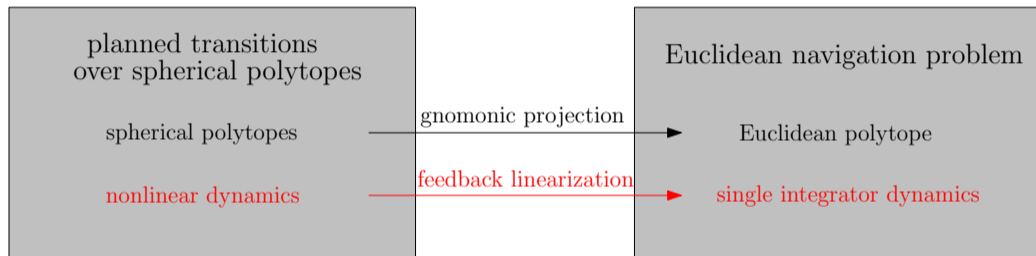 planned transitions
over spherical polytopes
Euclidean navigation problem
spherical polytopes
gnomonic projection
Euclidean polytope
nonlinear dynamics
feedback linearization
single integrator dynamics